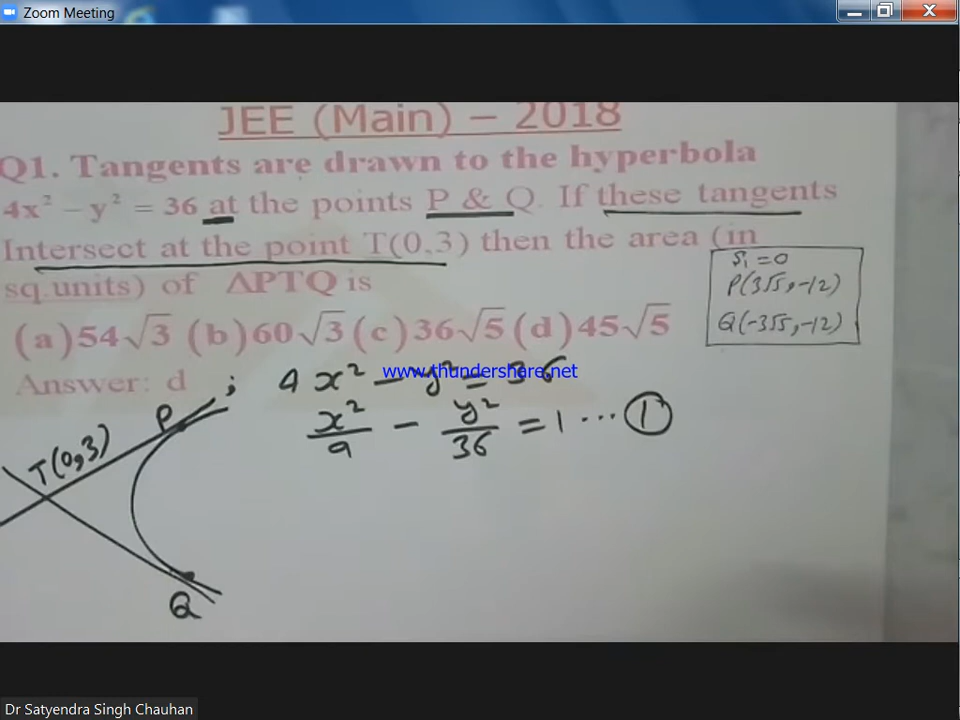 Zoom Meeting
JEE (Main) – 2018
Q1. Tangents are drawn to the hyperbola
4x² – y² = 36 at the points P & Q. If these tangents
Intersect at the point T(0,3) then the area (in
sq.units) of ΔPTQ is
S₁ = 0
P(3√5, -12)
Q(-3√5, -12)
(a)54√3 (b)60√3 (c)36√5 (d)45√5
Answer: d ; 4x² – y² = 36
www.thundershare.net
x²/9 – y²/36 = 1 ... ①
P
T(0,3)
Q
Dr Satyendra Singh Chauhan